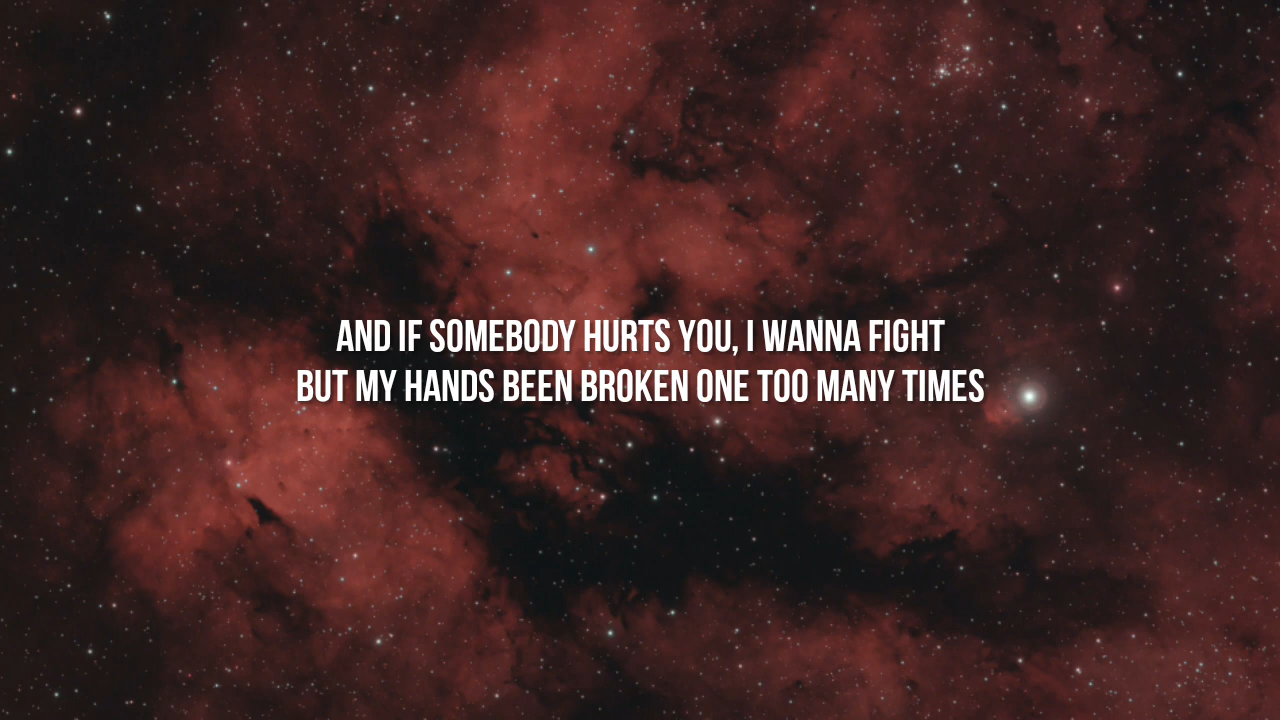 AND IF SOMEBODY HURTS YOU, I WANNA FIGHT
BUT MY HANDS BEEN BROKEN ONE TOO MANY TIMES